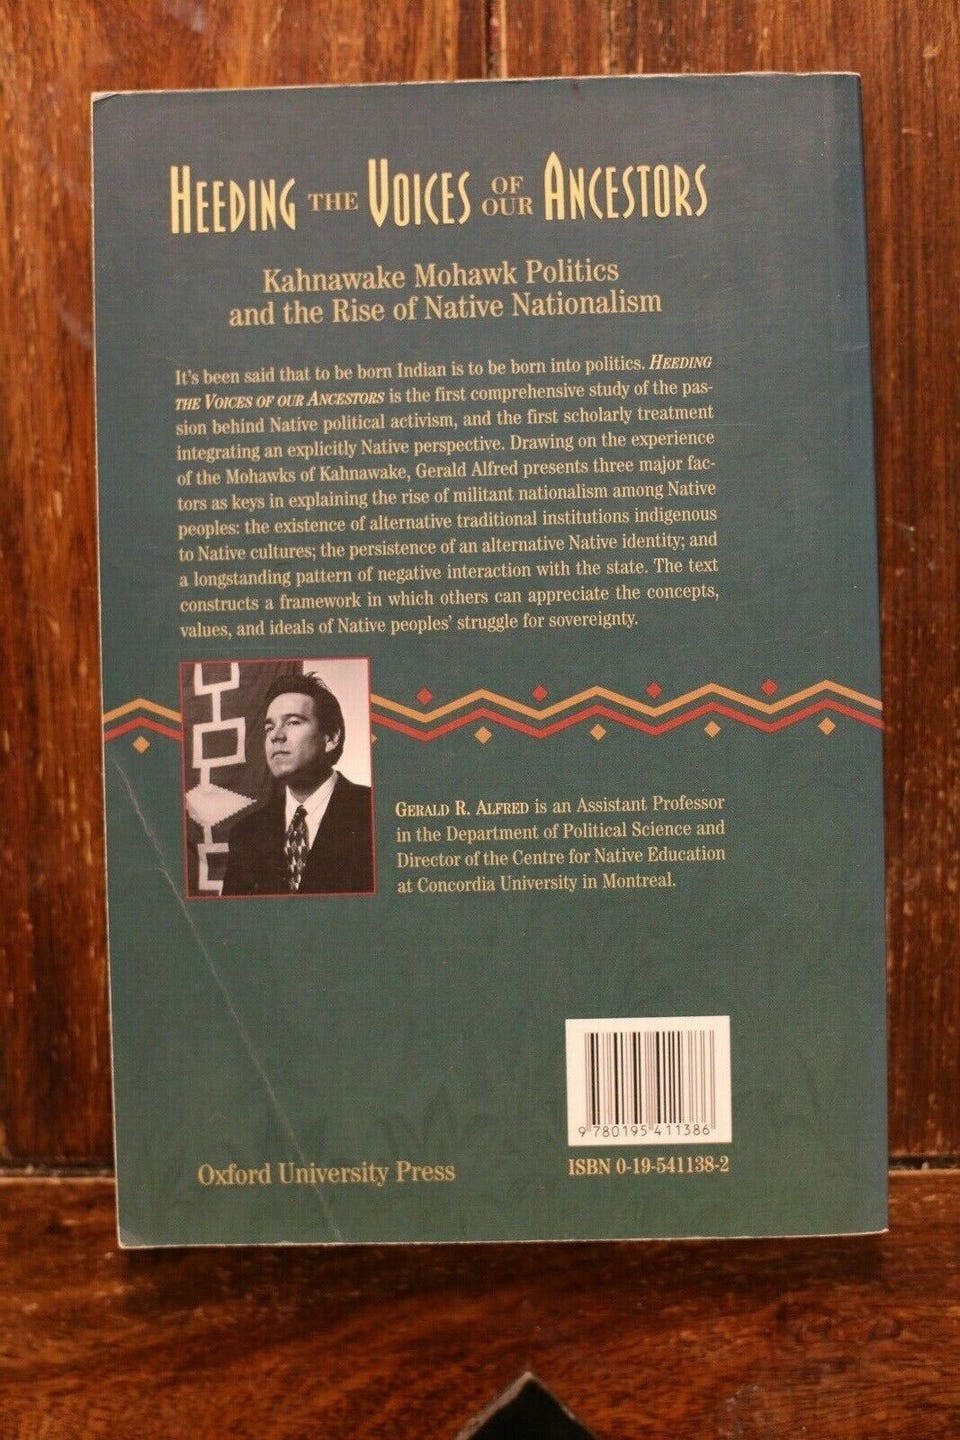 HEEDING THE VOICES OF OUR ANCESTORS
Kahnawake Mohawk Politics
and the Rise of Native Nationalism
It's been said that to be born Indian is to be born into politics. HEEDING
THE VOICES OF OUR ANCESTORS is the first comprehensive study of the pas-
sion behind Native political activism, and the first scholarly treatment
integrating an explicitly Native perspective. Drawing on the experience
of the Mohawks of Kahnawake, Gerald Alfred presents three major fac-
tors as keys in explaining the rise of militant nationalism among Native
peoples: the existence of alternative traditional institutions indigenous
to Native cultures; the persistence of an alternative Native identity; and
a longstanding pattern of negative interaction with the state. The text
constructs a framework in which others can appreciate the concepts,
values, and ideals of Native peoples' struggle for sovereignty.
GERALD R. ALFRED is an Assistant Professor
in the Department of Political Science and
Director of the Centre for Native Education
at Concordia University in Montreal.
9 780195 411386
Oxford University Press
ISBN 0-19-541138-2